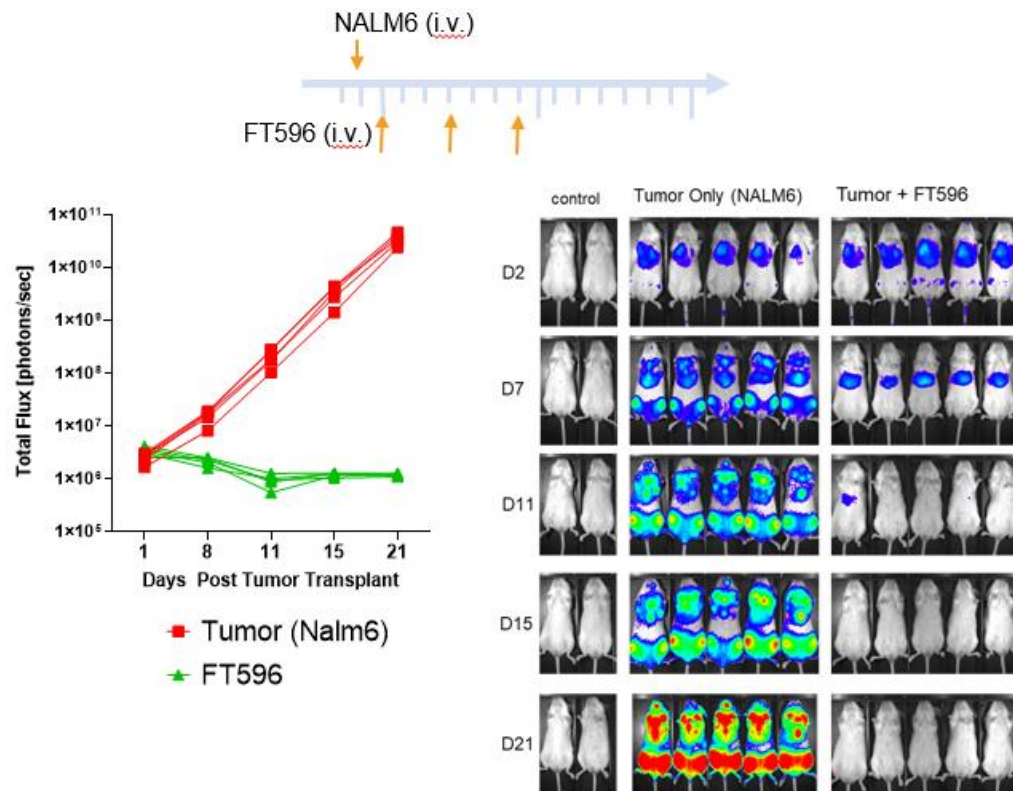 NALM6 (i.v.)
FT596 (i.v.)
control
Tumor Only (NALM6)
Tumor + FT596
D2
D7
D11
D15
D21
Total Flux [photons/sec]
1×10¹¹
1×10¹⁰
1×10⁹
1×10⁸
1×10⁷
1×10⁶
1×10⁵
1 8 11 15 21
Days Post Tumor Transplant
Tumor (Nalm6)
FT596